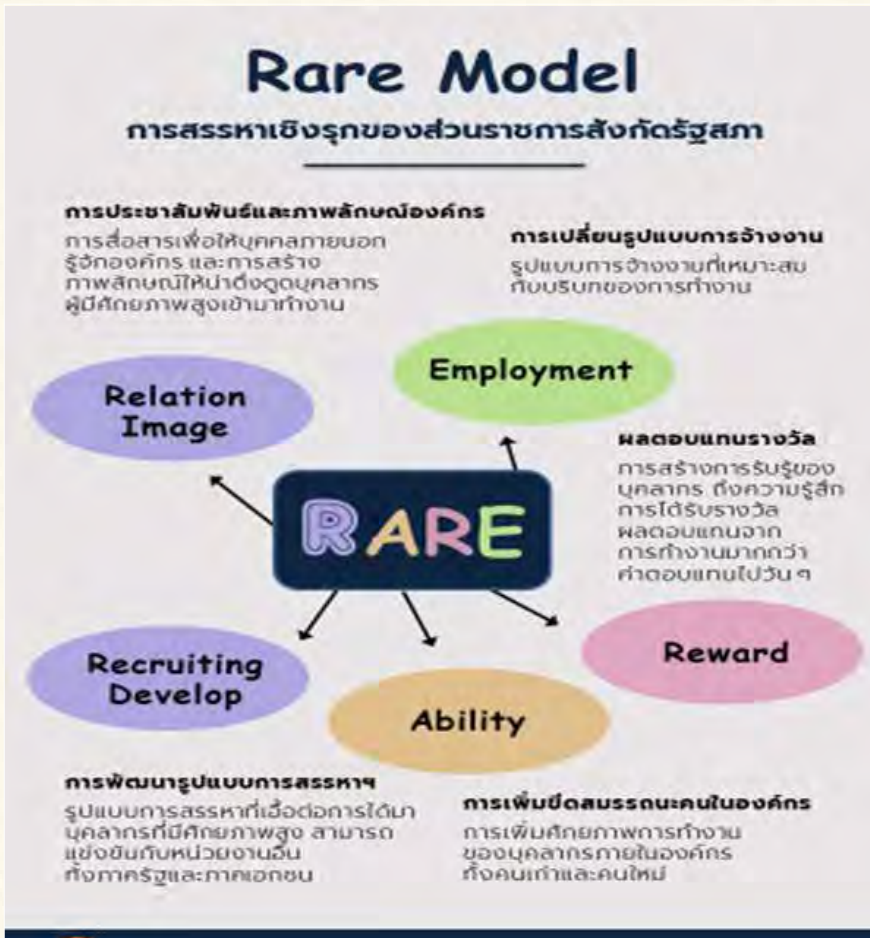 Rare Model
การสรรหาเชิงรุกของส่วนราชการสังกัดรัฐสภา
การประชาสัมพันธ์และภาพลักษณ์องค์กร
การสื่อสารเพื่อให้บุคคลภายนอก
รู้จักองค์กร และการสร้าง
ภาพลักษณ์ให้น่าดึงดูดบุคลากร
ผู้มีศักยภาพสูงเข้ามาทำงาน
การเปลี่ยนรูปแบบการจ้างงาน
รูปแบบการจ้างงานที่เหมาะสม
กับบริบทของการทำงาน
Relation
Image
Employment
ผลตอบแทนรางวัล
การสร้างการรับรู้ของ
บุคลากร ถึงความรู้สึก
การได้รับรางวัล
ผลตอบแทนจาก
การทำงานมากกว่า
ค่าตอบแทนไปวัน ๆ
RARE
Recruiting
Develop
Ability
Reward
การพัฒนารูปแบบการสรรหาฯ
รูปแบบการสรรหาที่เอื้อต่อการได้มา
บุคลากรที่มีศักยภาพสูง สามารถ
แข่งขันกับหน่วยงานอื่น
ทั้งภาครัฐและภาคเอกชน
การเพิ่มขีดสมรรถนะคนในองค์กร
การเพิ่มศักยภาพการทำงาน
ของบุคลากรภายในองค์กร
ทั้งคนเก่าและคนใหม่